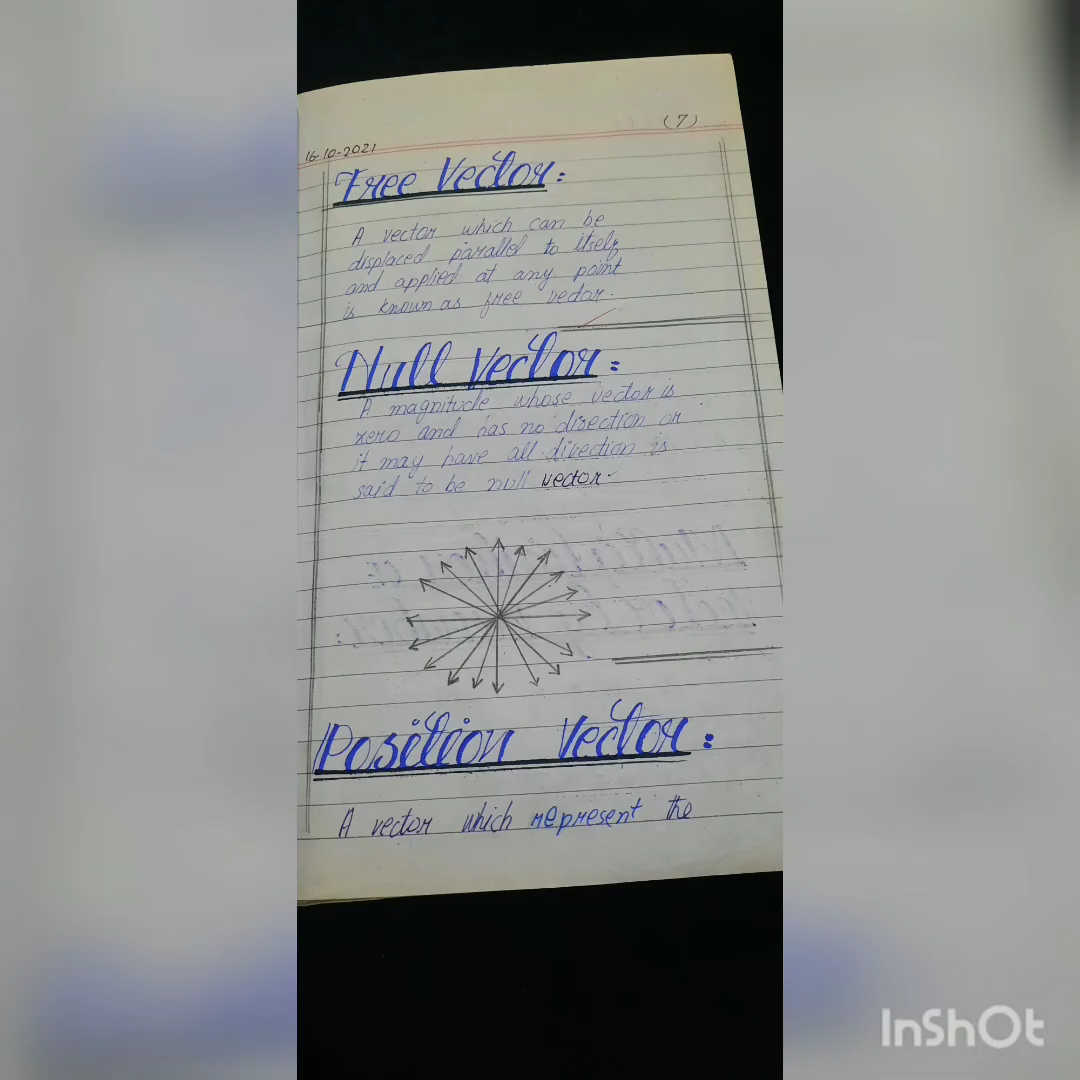 (7)
16-10-2021
Free Vector:
A vector which can be
displaced parallel to itself
and applied at any point
is known as free vector.
Null Vector:
A magnitude whose vector is
zero and has no direction or
it may have all direction is
said to be null vector.
Position Vector:
A vector which represent the
InShOt